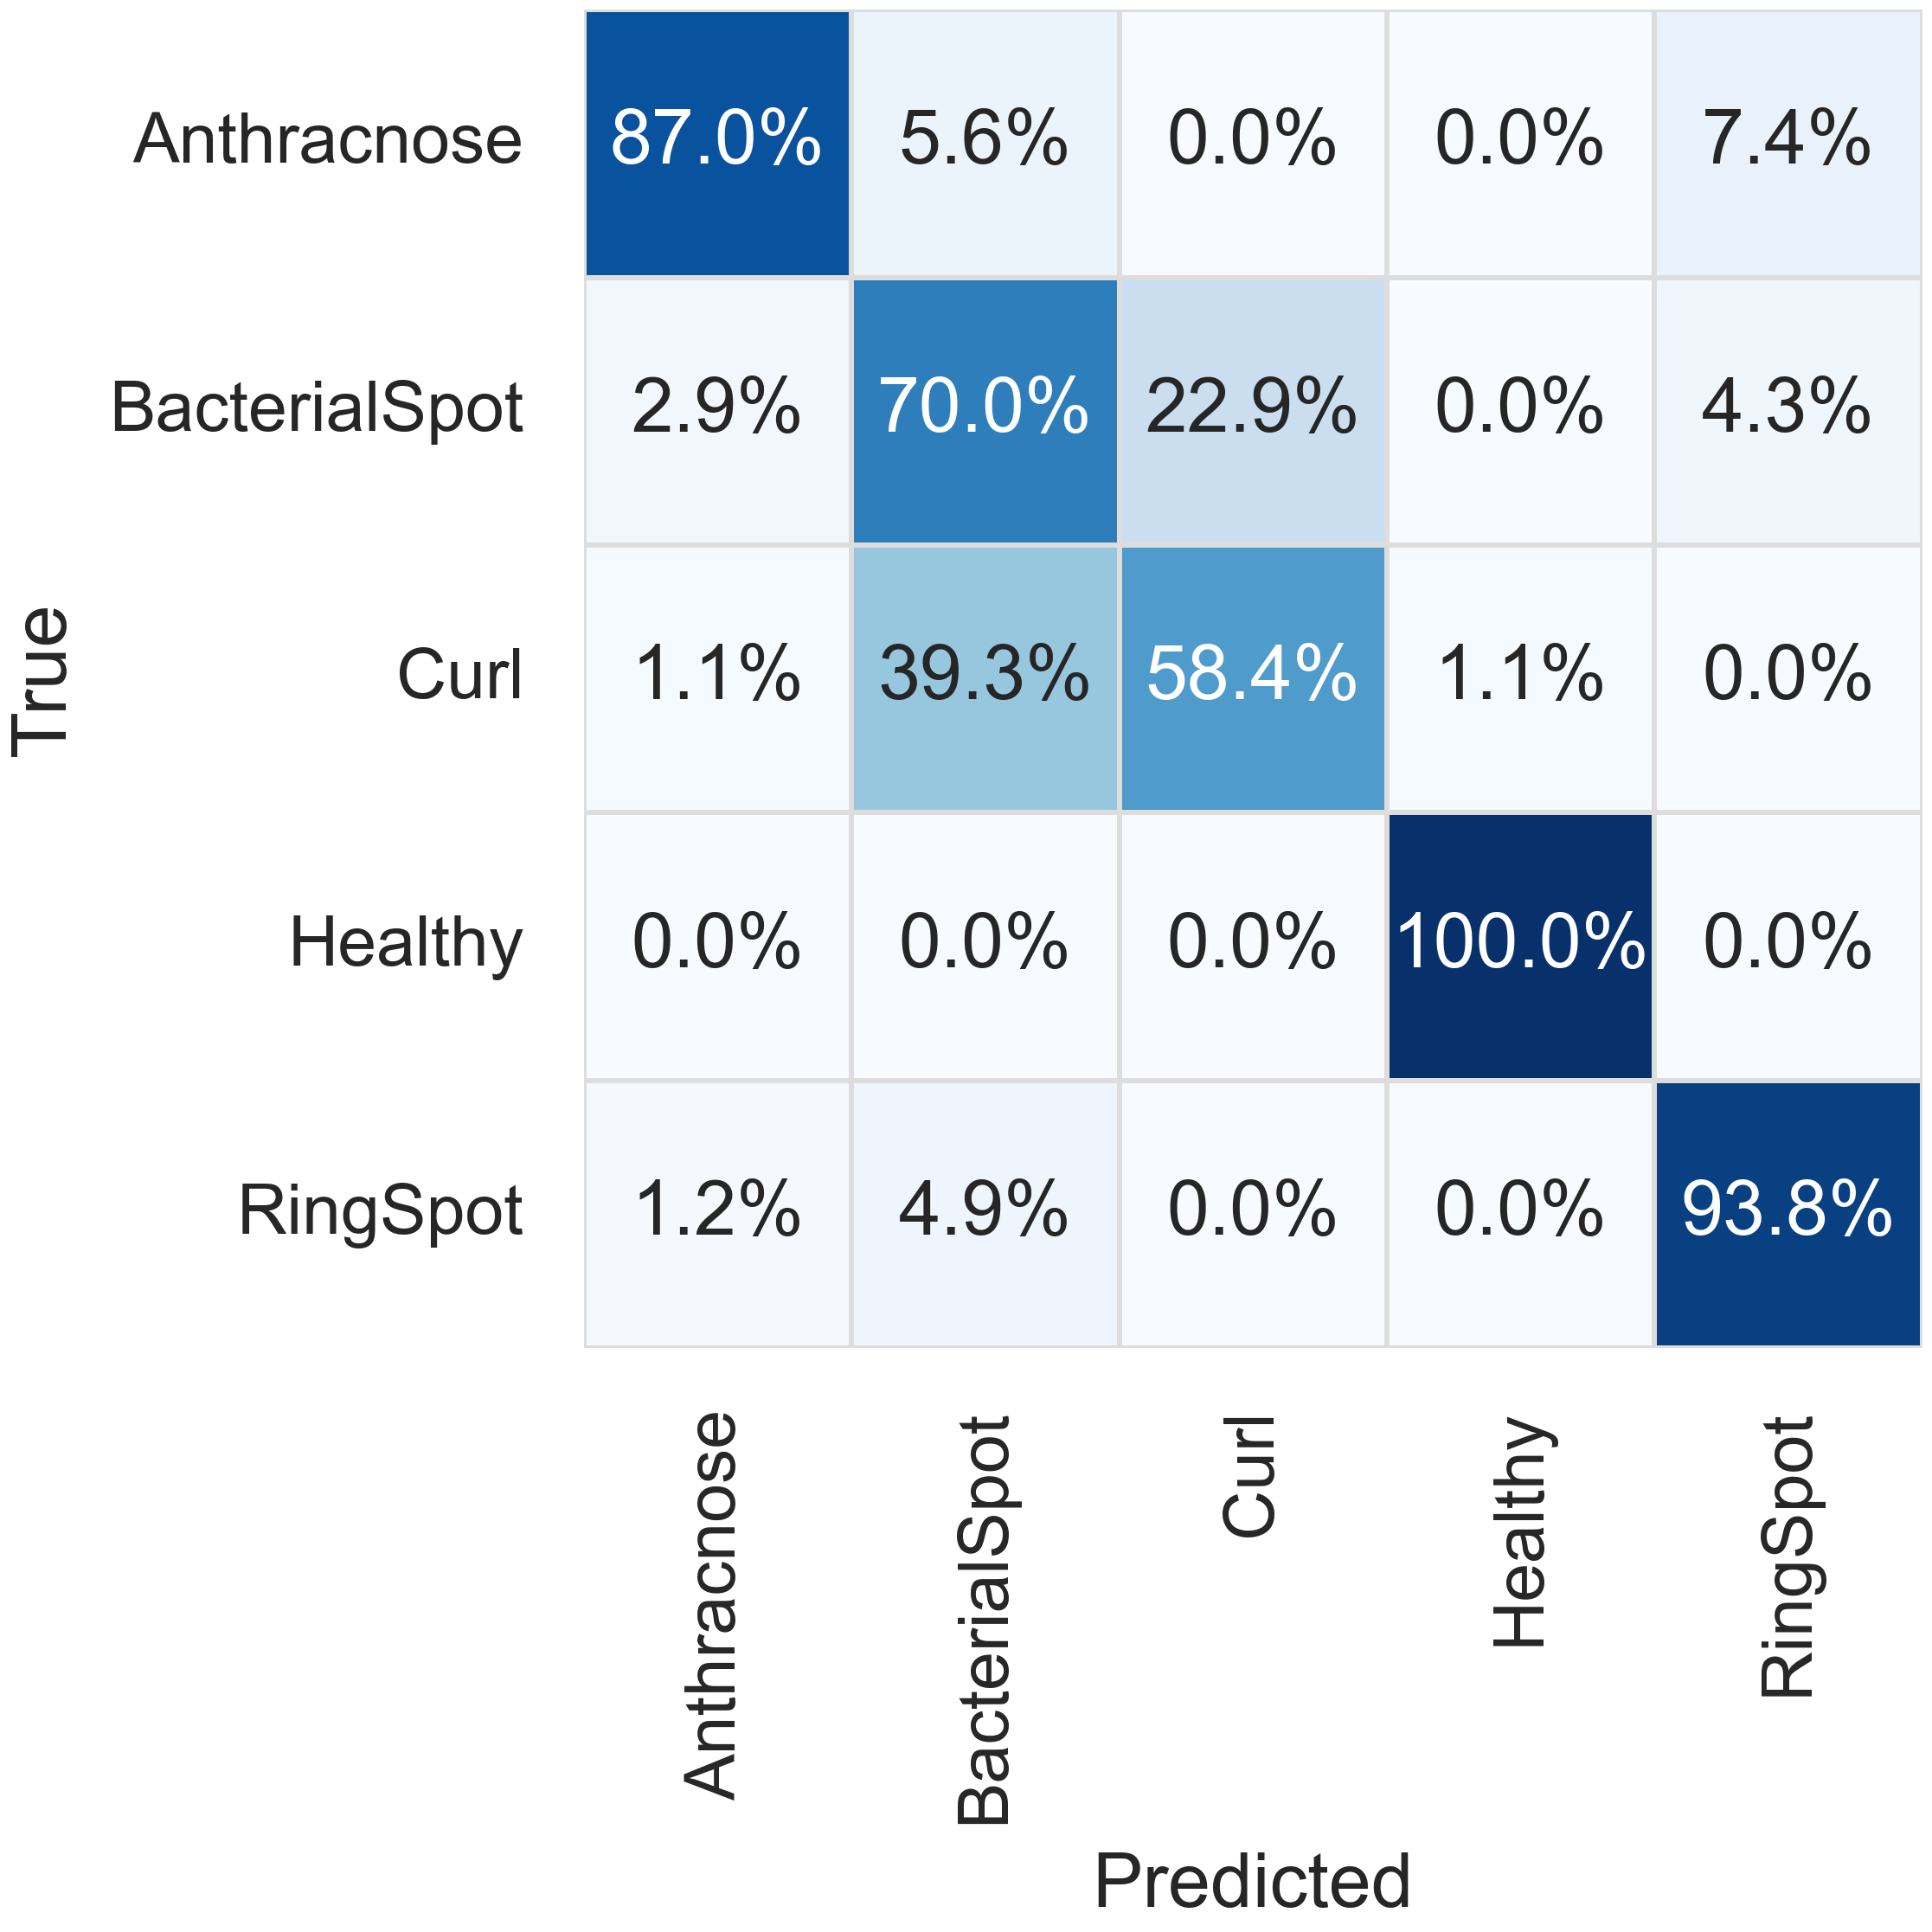 Anthracnose 87.0% 5.6% 0.0% 0.0% 7.4%
BacterialSpot 2.9% 70.0% 22.9% 0.0% 4.3%
Curl 1.1% 39.3% 58.4% 1.1% 0.0%
Healthy 0.0% 0.0% 0.0% 100.0% 0.0%
RingSpot 1.2% 4.9% 0.0% 0.0% 93.8%
True
Anthracnose
BacterialSpot
Curl
Healthy
RingSpot
Predicted